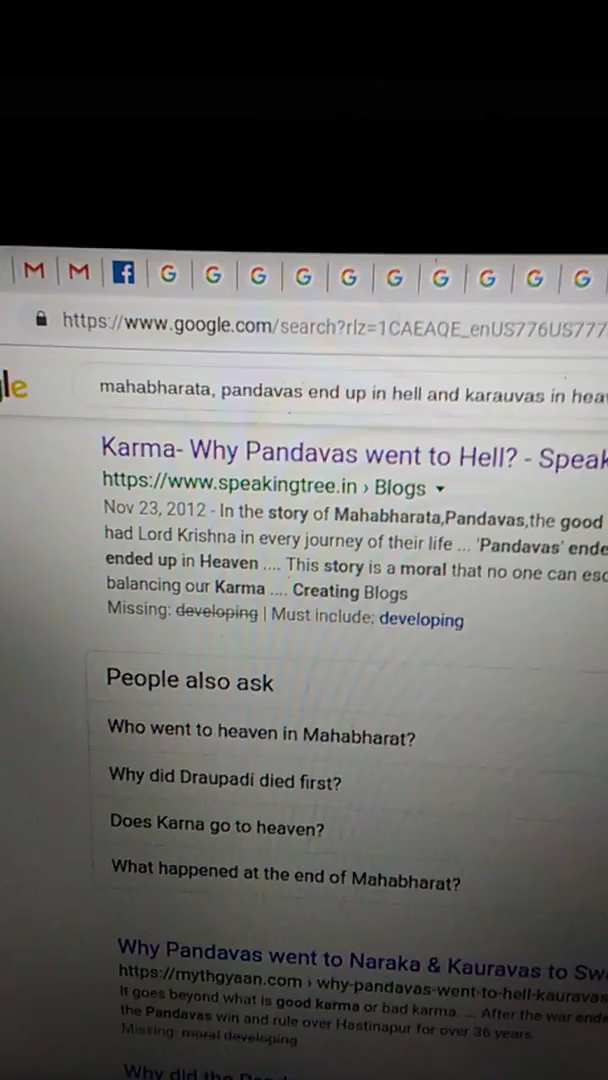 https://www.google.com/search?rlz=1CAEAQE_enUS776US777
le
mahabharata, pandavas end up in hell and karauvas in hea
Karma- Why Pandavas went to Hell? - Speak
https://www.speakingtree.in › Blogs
Nov 23, 2012 - In the story of Mahabharata,Pandavas,the good
had Lord Krishna in every journey of their life ... 'Pandavas' ende
ended up in Heaven .... This story is a moral that no one can esc
balancing our Karma .... Creating Blogs
Missing: developing | Must include: developing
People also ask
Who went to heaven in Mahabharat?
Why did Draupadi died first?
Does Karna go to heaven?
What happened at the end of Mahabharat?
Why Pandavas went to Naraka & Kauravas to Sw
https://mythgyaan.com › why-pandavas-went-to-hell-kauravas
It goes beyond what is good karma or bad karma. ... After the war ende
the Pandavas win and rule over Hastinapur for over 36 years
Missing: moral developing
Why did the Pan